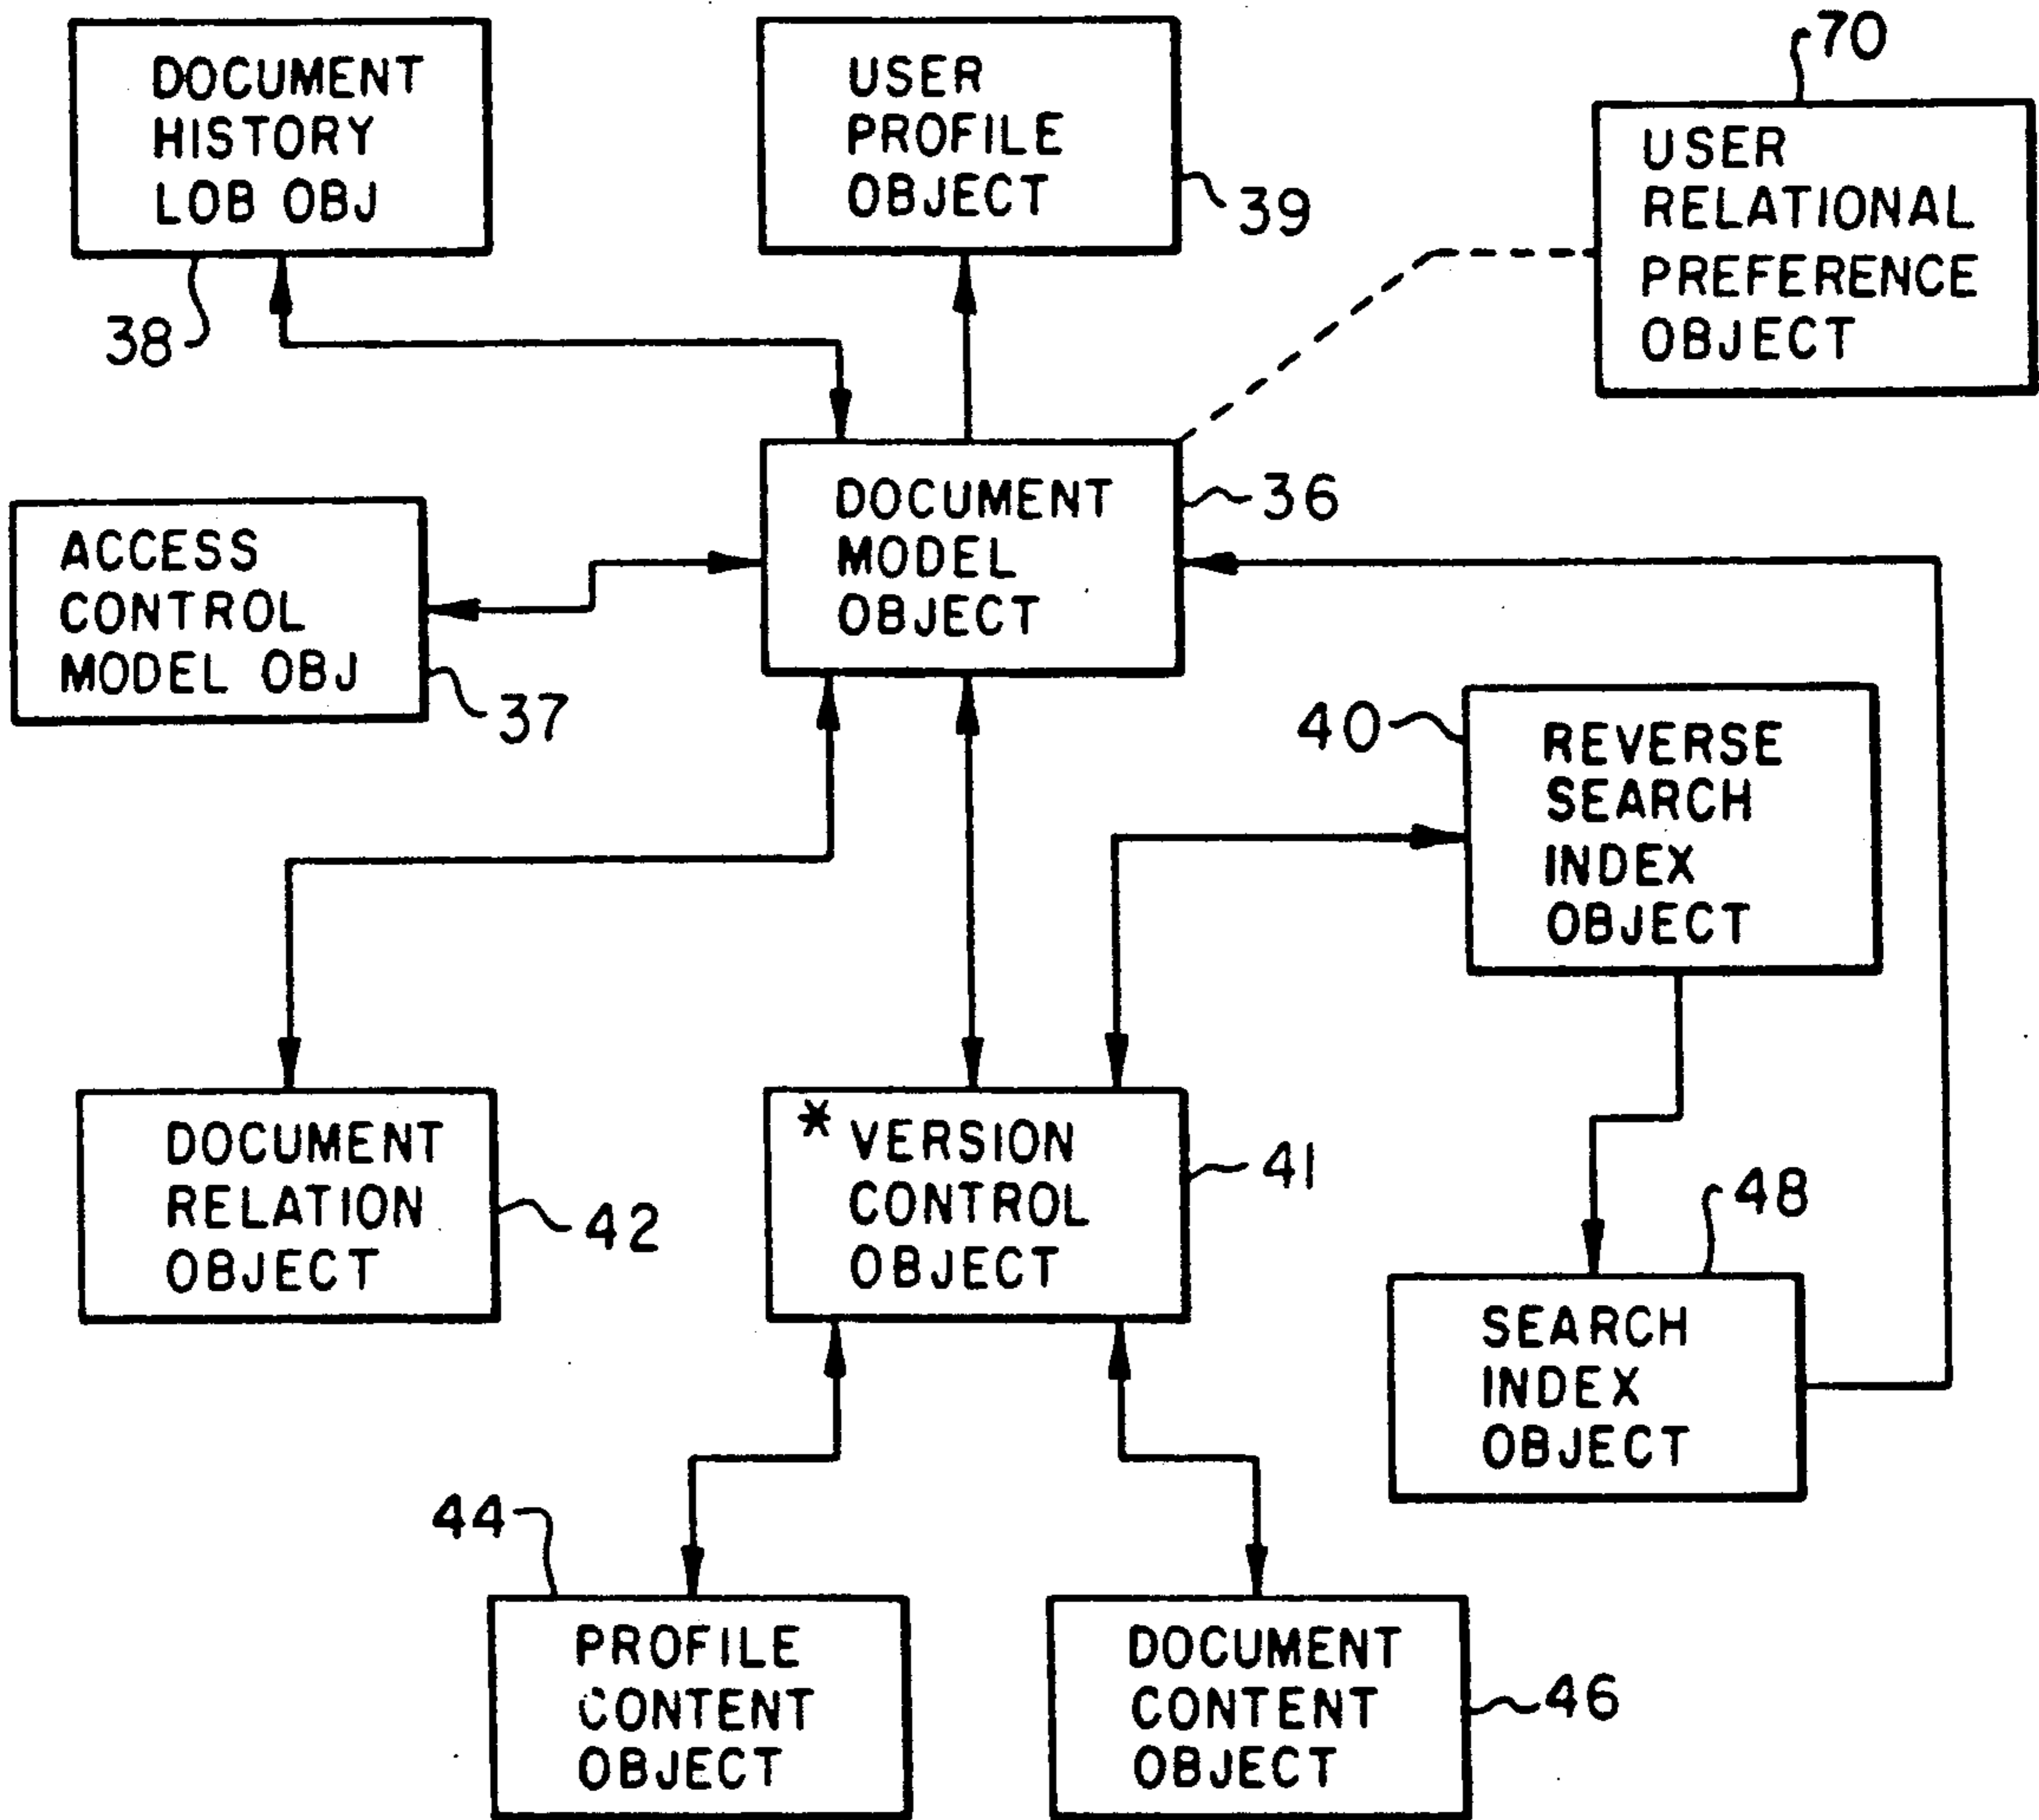 DOCUMENT
HISTORY
LOB OBJ
38
USER
PROFILE
OBJECT
39
70
USER
RELATIONAL
PREFERENCE
OBJECT
DOCUMENT
MODEL
OBJECT
36
ACCESS
CONTROL
MODEL OBJ
37
40
REVERSE
SEARCH
INDEX
OBJECT
DOCUMENT
RELATION
OBJECT
42
* VERSION
CONTROL
OBJECT
41
48
SEARCH
INDEX
OBJECT
44
PROFILE
CONTENT
OBJECT
DOCUMENT
CONTENT
OBJECT
46